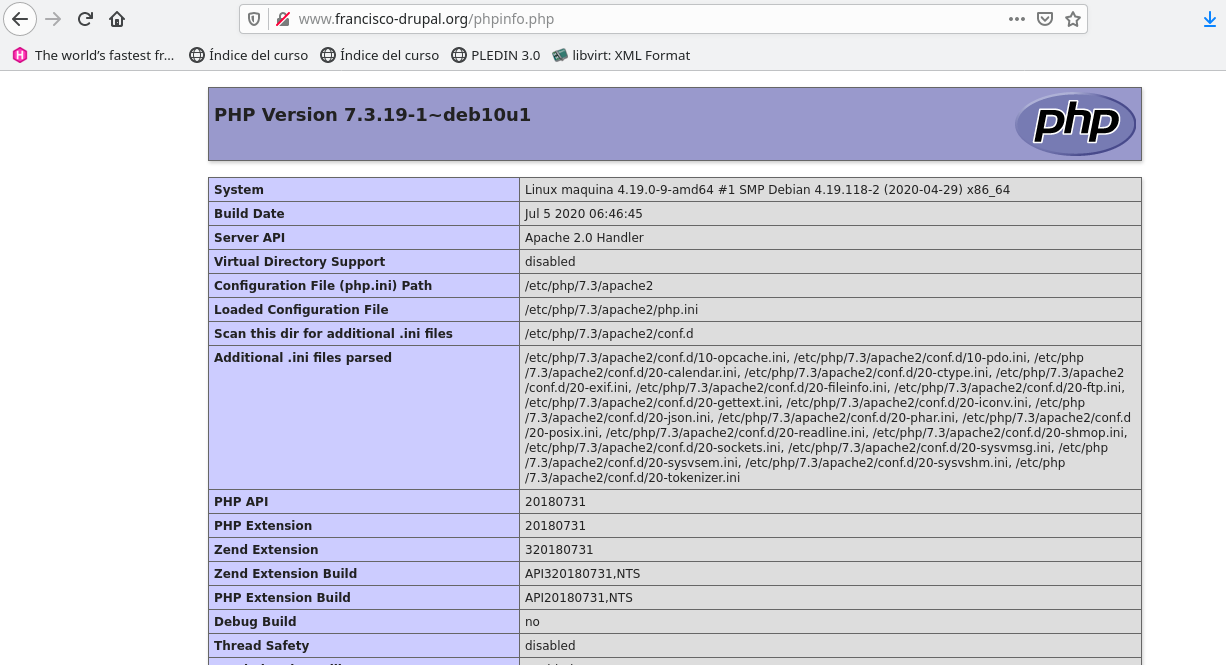 www.francisco-drupal.org/phpinfo.php
H The world’s fastest fr... Índice del curso Índice del curso PLEDIN 3.0 libvirt: XML Format
PHP Version 7.3.19-1~deb10u1
php
System Linux maquina 4.19.0-9-amd64 #1 SMP Debian 4.19.118-2 (2020-04-29) x86_64
Build Date Jul 5 2020 06:46:45
Server API Apache 2.0 Handler
Virtual Directory Support disabled
Configuration File (php.ini) Path /etc/php/7.3/apache2
Loaded Configuration File /etc/php/7.3/apache2/php.ini
Scan this dir for additional .ini files /etc/php/7.3/apache2/conf.d
Additional .ini files parsed /etc/php/7.3/apache2/conf.d/10-opcache.ini, /etc/php/7.3/apache2/conf.d/10-pdo.ini, /etc/php
/7.3/apache2/conf.d/20-calendar.ini, /etc/php/7.3/apache2/conf.d/20-ctype.ini, /etc/php/7.3/apache2
/conf.d/20-exif.ini, /etc/php/7.3/apache2/conf.d/20-fileinfo.ini, /etc/php/7.3/apache2/conf.d/20-ftp.ini,
/etc/php/7.3/apache2/conf.d/20-gettext.ini, /etc/php/7.3/apache2/conf.d/20-iconv.ini, /etc/php
/7.3/apache2/conf.d/20-json.ini, /etc/php/7.3/apache2/conf.d/20-phar.ini, /etc/php/7.3/apache2/conf.d
/20-posix.ini, /etc/php/7.3/apache2/conf.d/20-readline.ini, /etc/php/7.3/apache2/conf.d/20-shmop.ini,
/etc/php/7.3/apache2/conf.d/20-sockets.ini, /etc/php/7.3/apache2/conf.d/20-sysvmsg.ini, /etc/php
/7.3/apache2/conf.d/20-sysvsem.ini, /etc/php/7.3/apache2/conf.d/20-sysvshm.ini, /etc/php
/7.3/apache2/conf.d/20-tokenizer.ini
PHP API 20180731
PHP Extension 20180731
Zend Extension 320180731
Zend Extension Build API320180731,NTS
PHP Extension Build API20180731,NTS
Debug Build no
Thread Safety disabled